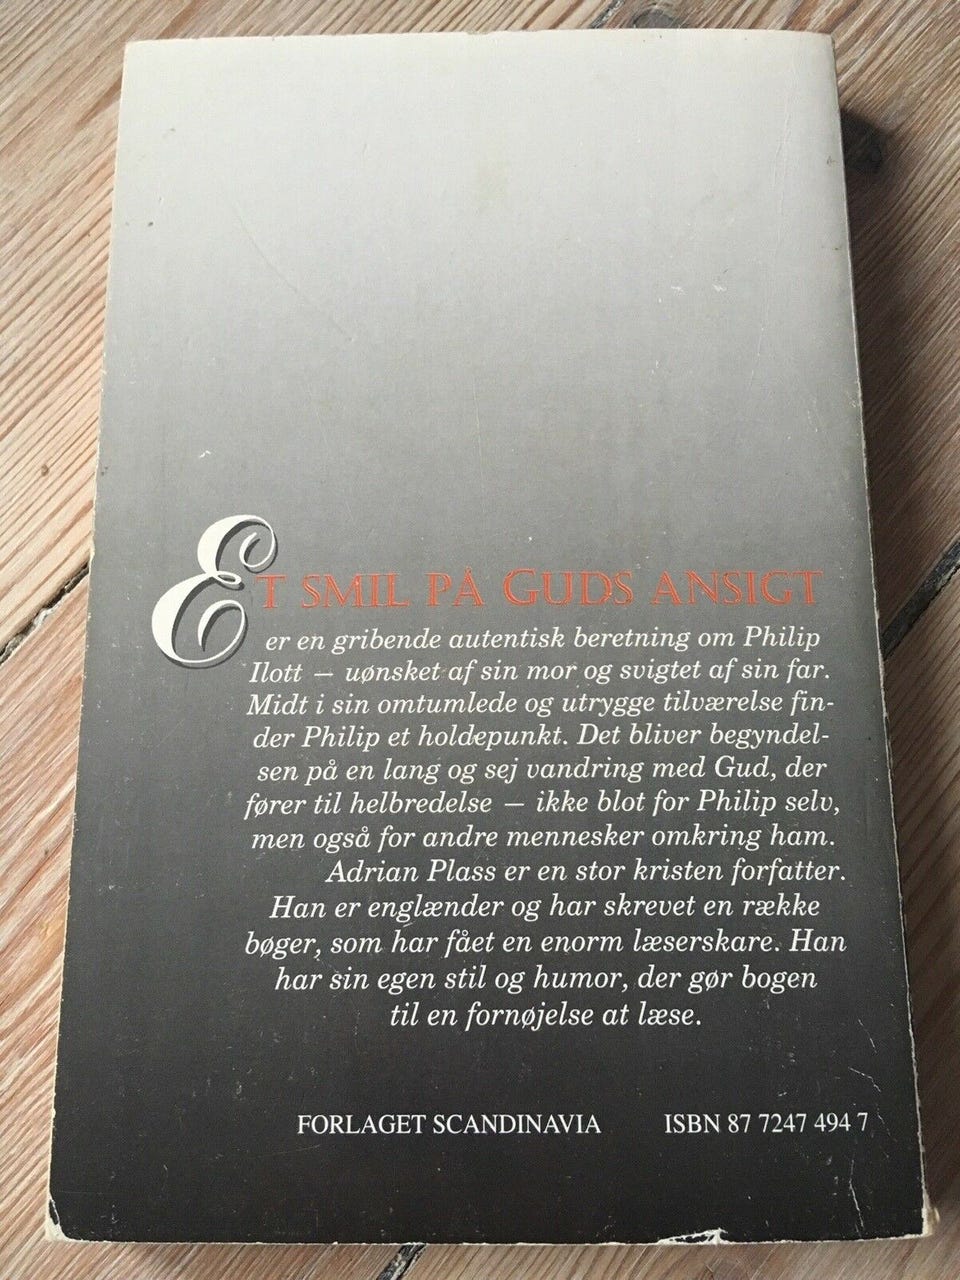 ET SMIL PÅ GUDS ANSIGT
er en gribende autentisk beretning om Philip
Ilott – uønsket af sin mor og svigtet af sin far.
Midt i sin omtumlede og utrygge tilværelse fin-
der Philip et holdepunkt. Det bliver begyndel-
sen på en lang og sej vandring med Gud, der
fører til helbredelse – ikke blot for Philip selv,
men også for andre mennesker omkring ham.
Adrian Plass er en stor kristen forfatter.
Han er englænder og har skrevet en række
bøger, som har fået en enorm læserskare. Han
har sin egen stil og humor, der gør bogen
til en fornøjelse at læse.
FORLAGET SCANDINAVIA ISBN 87 7247 494 7